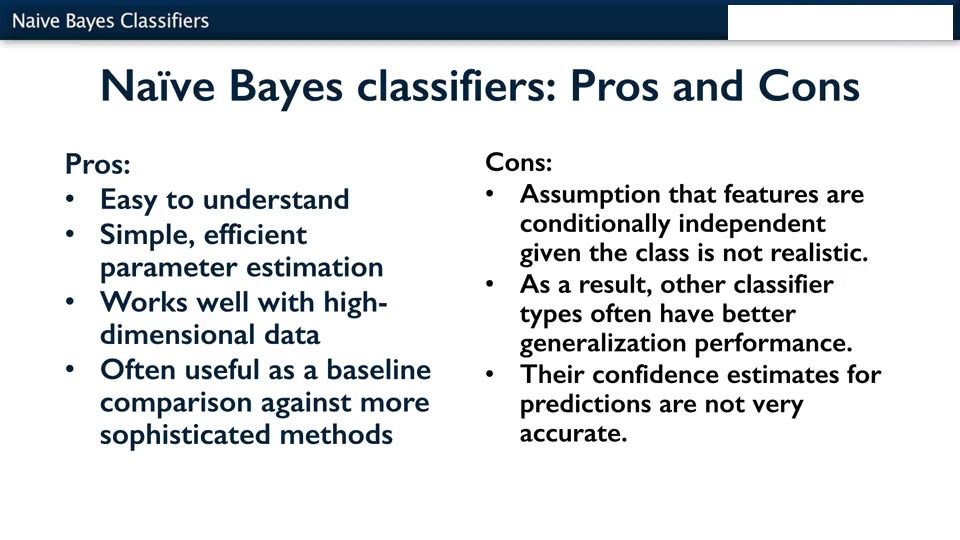 Naive Bayes Classifiers
Naïve Bayes classifiers: Pros and Cons
Pros:
• Easy to understand
• Simple, efficient
parameter estimation
• Works well with high-
dimensional data
• Often useful as a baseline
comparison against more
sophisticated methods
Cons:
• Assumption that features are
conditionally independent
given the class is not realistic.
• As a result, other classifier
types often have better
generalization performance.
• Their confidence estimates for
predictions are not very
accurate.